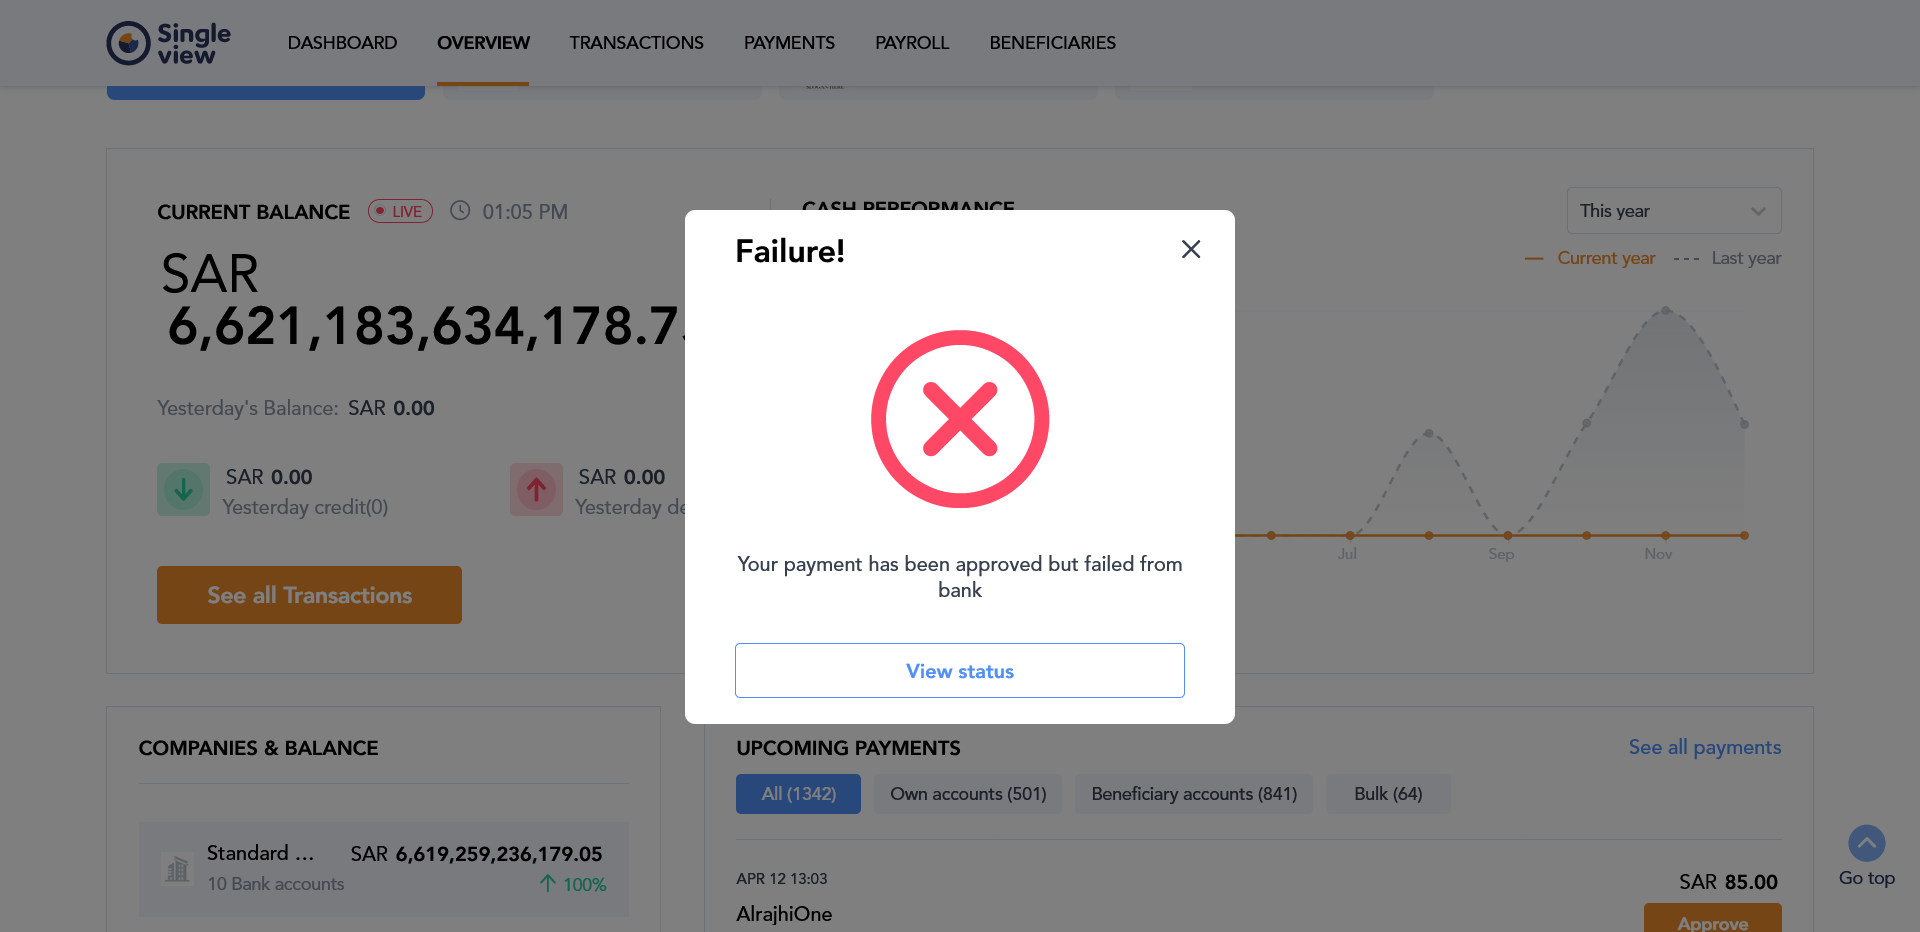 Single
view
DASHBOARD
OVERVIEW
TRANSACTIONS
PAYMENTS
PAYROLL
BENEFICIARIES
CURRENT BALANCE
LIVE
01:05 PM
SAR
6,621,183,634,178.7
Yesterday's Balance: SAR 0.00
SAR 0.00
Yesterday credit(0)
SAR 0.00
Yesterday de
See all Transactions
CASH PERFORMANCE
This year
Current year
Last year
Jul
Sep
Nov
Failure!
Your payment has been approved but failed from
bank
View status
COMPANIES & BALANCE
Standard ...
SAR 6,619,259,236,179.05
10 Bank accounts
100%
UPCOMING PAYMENTS
See all payments
All (1342)
Own accounts (501)
Beneficiary accounts (841)
Bulk (64)
APR 12 13:03
SAR 85.00
AlrajhiOne
Approve
Go top